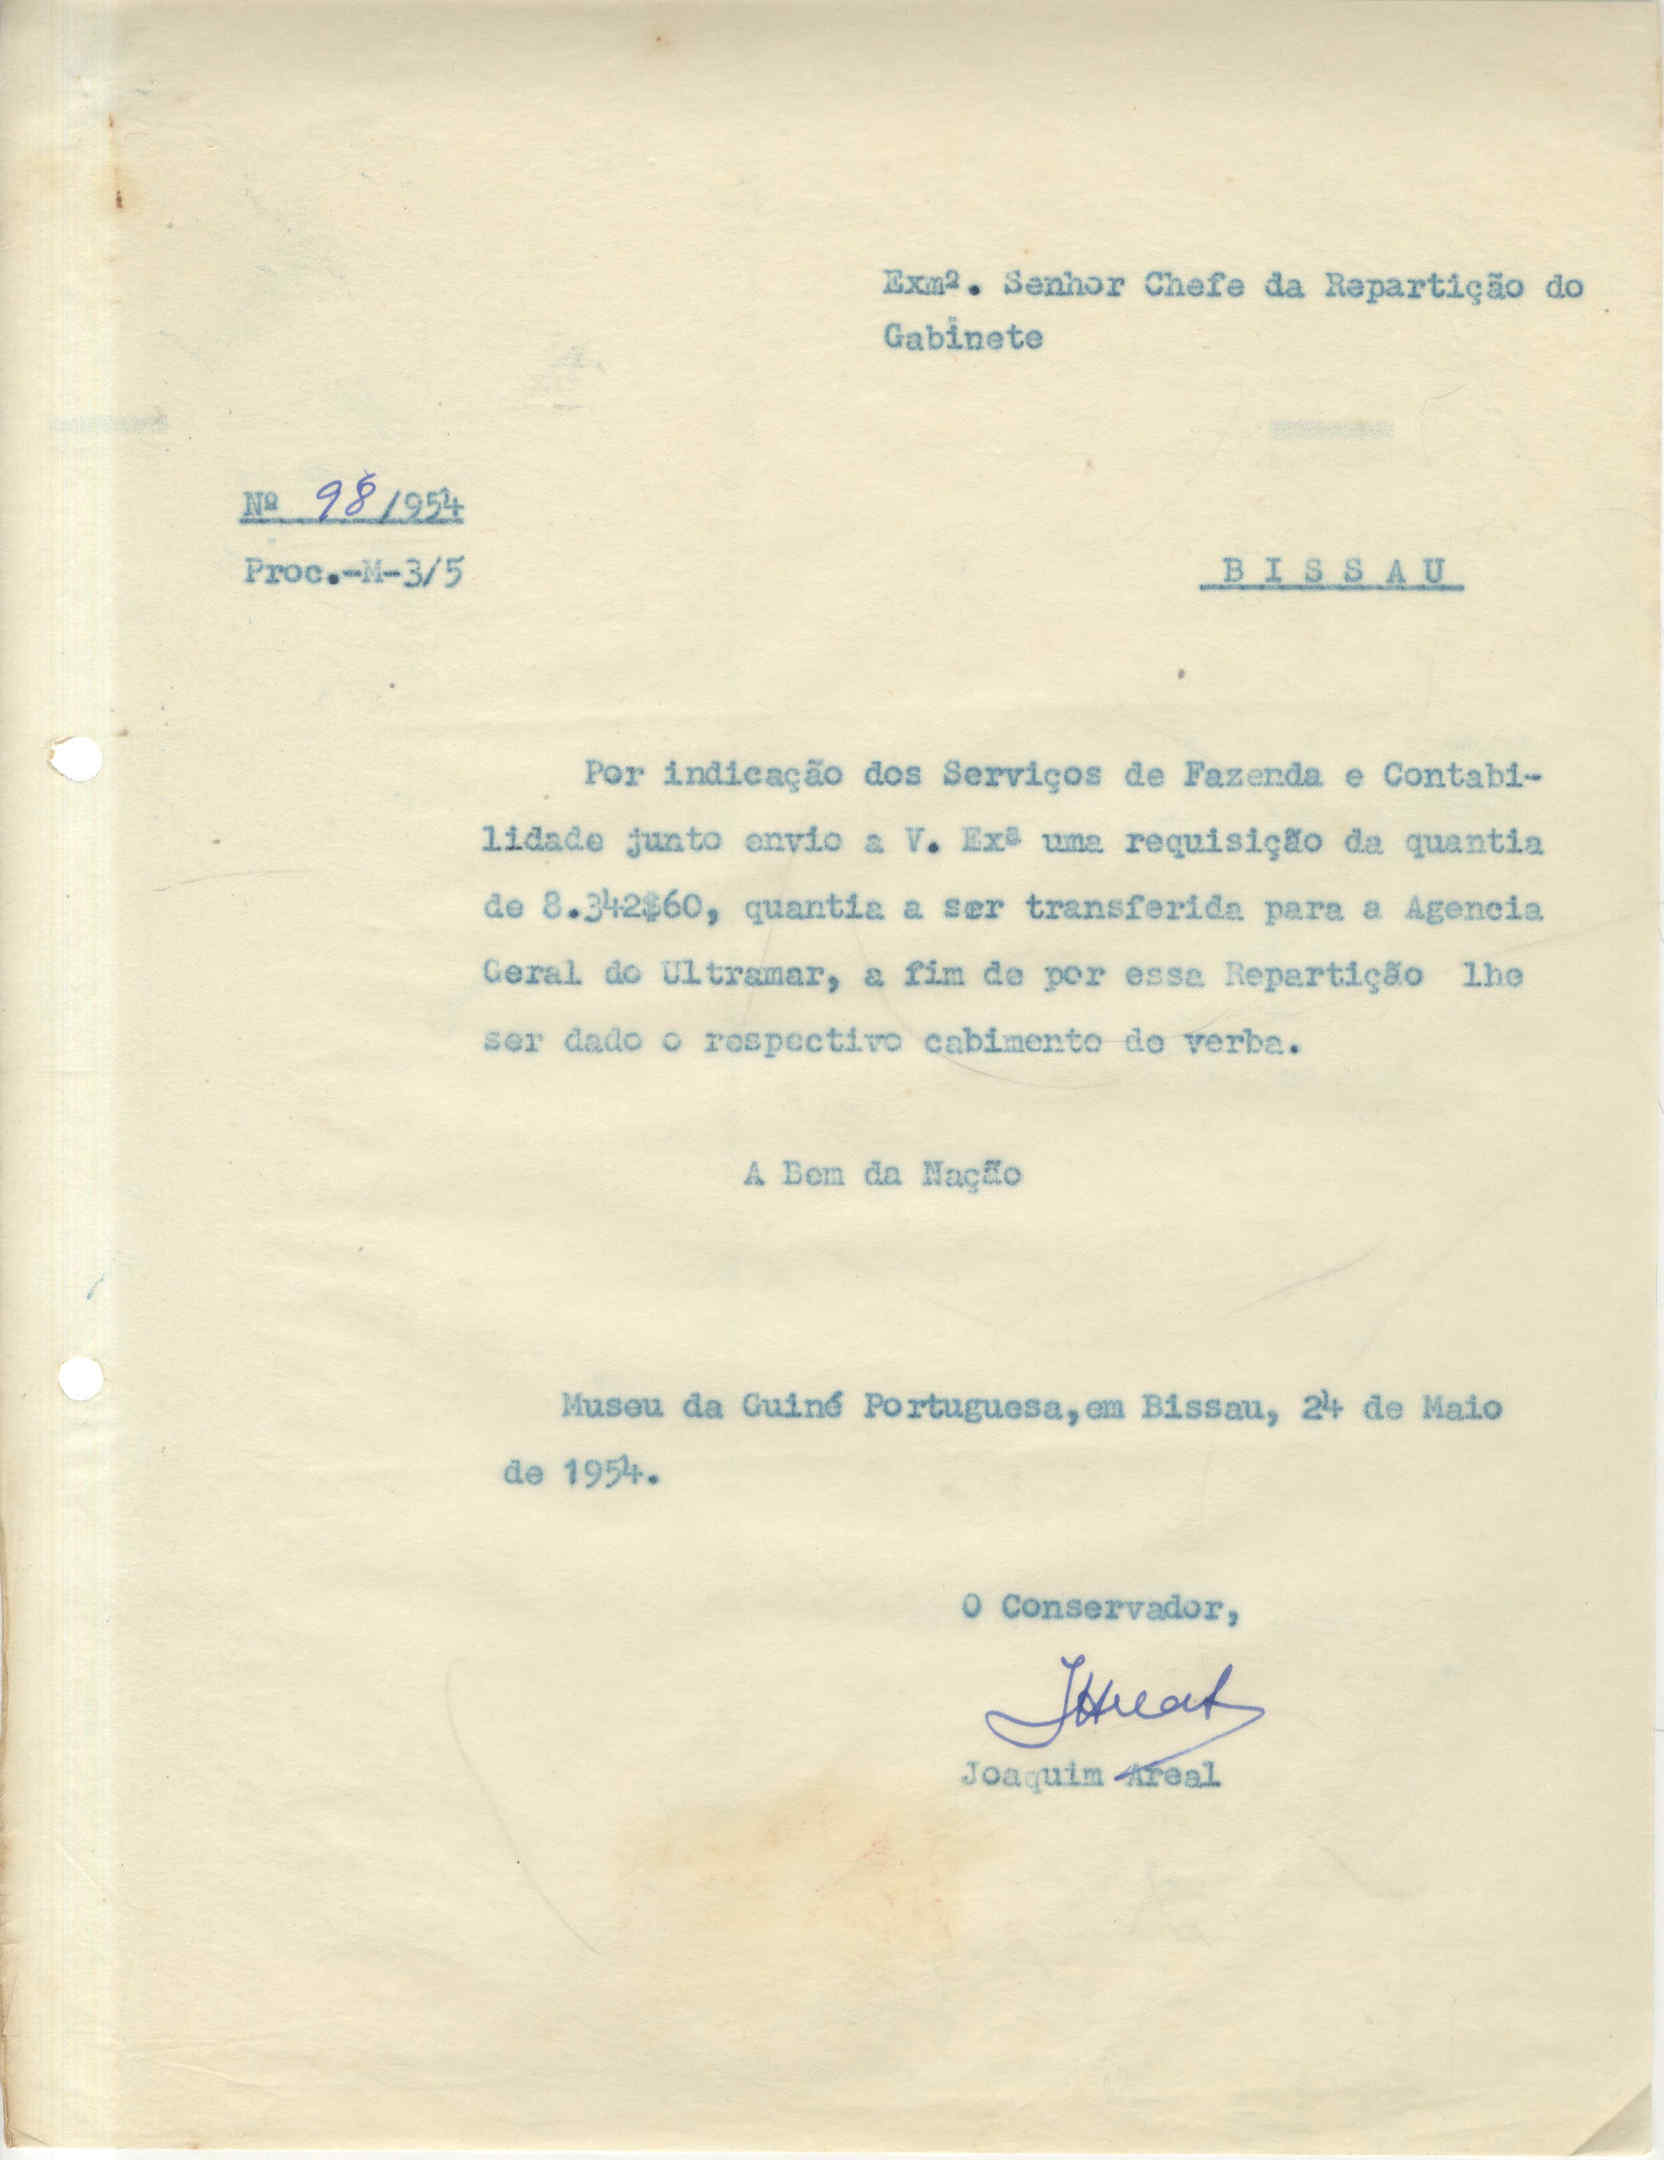 Exmº. Senhor Chefe da Repartição do
Gabinete
Nº 98/954
Proc.-M-3/5
B I S S A U
Por indicação dos Serviços de Fazenda e Contabi-
lidade junto envio a V. Exª uma requisição da quantia
de 8.342$60, quantia a ser transferida para a Agencia
Geral do Ultramar, a fim de por essa Repartição lhe
ser dado o respectivo cabimento de verba.
A Bem da Nação
Museu da Guiné Portuguesa,em Bissau, 24 de Maio
de 1954.
O Conservador,
Joaquim Areal